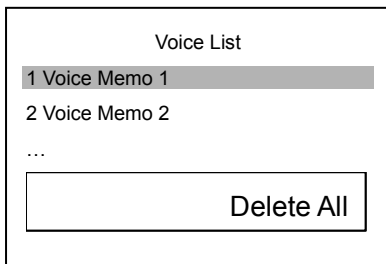 Voice List
1 Voice Memo 1
2 Voice Memo 2
…
Delete All